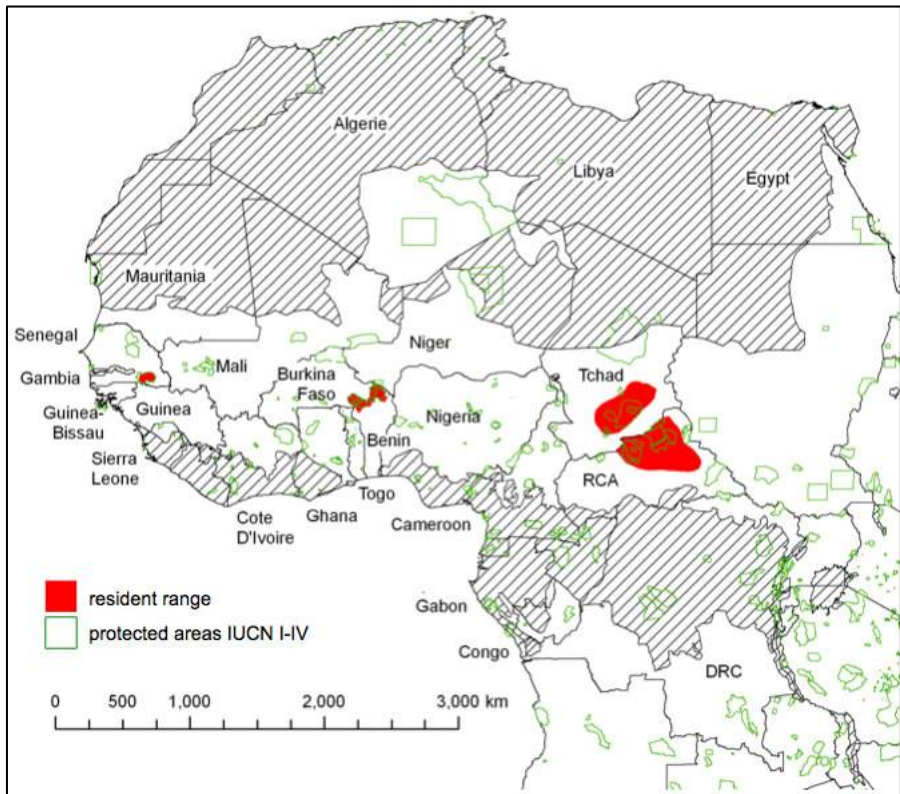 Algerie
Libya
Egypt
Mauritania
Senegal
Gambia
Guinea-
Bissau
Guinea
Sierra
Leone
Mali
Burkina
Faso
Niger
Nigeria
Benin
Togo
Ghana
Cote
D'Ivoire
Cameroon
Tchad
RCA
Gabon
Congo
DRC
resident range
protected areas IUCN I-IV
0 500 1,000 2,000 3,000 km